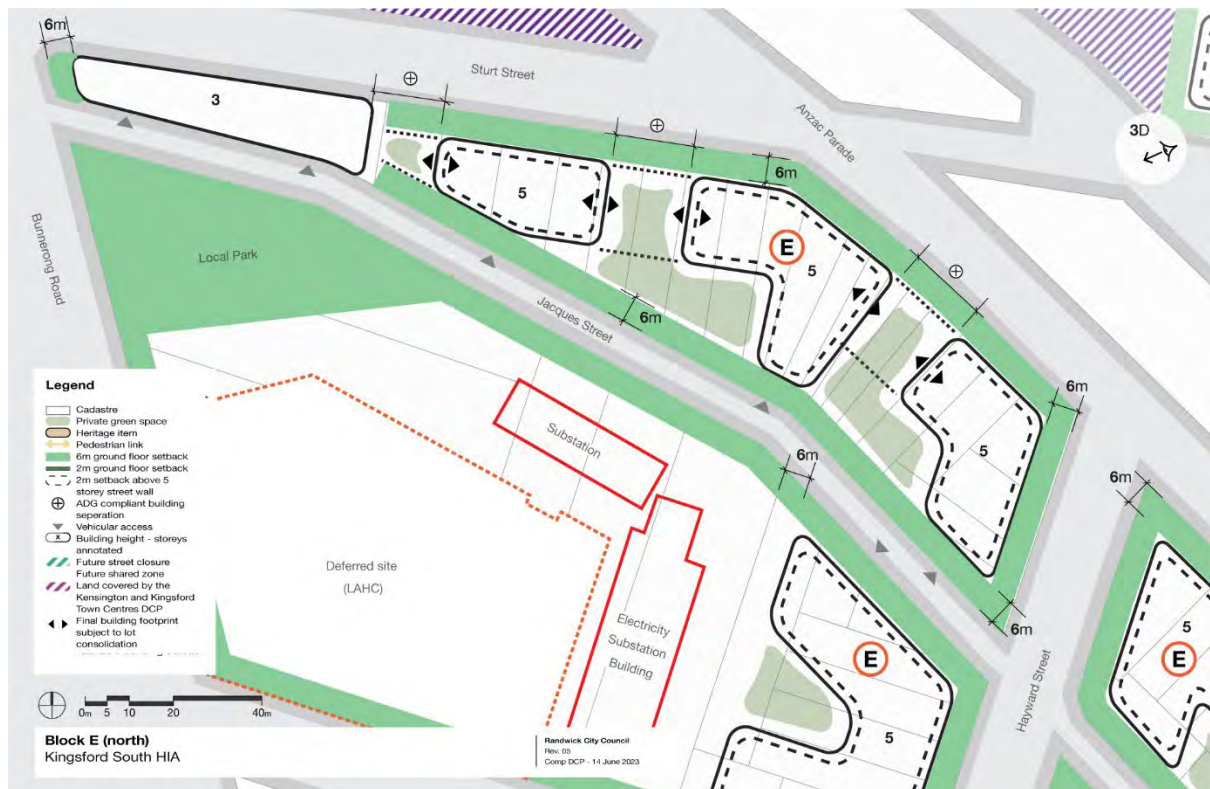 6m
Sturt Street
3
Anzac Parade
3D
5
6m
E
5
Bunnerong Road
Local Park
Jacques Street
6m
6m
5
6m
6m
Legend
Cadastre
Private green space
Heritage item
Pedestrian link
6m ground floor setback
2m ground floor setback
2m setback above 5
storey street wall
ADG compliant building
seperation
Vehicular access
x
Building height - storeys
annotated
Future street closure
Future shared zone
Land covered by the
Kensington and Kingsford
Town Centres DCP
Final building footprint
subject to lot
consolidation
Substation
Deferred site
(LAHC)
Electricity
Substation
Building
6m
E
5
Hayward Street
5
E
0m 5 10 20 40m
Block E (north)
Kingsford South HIA
Randwick City Council
Rev. 05
Comp DCP - 14 June 2023